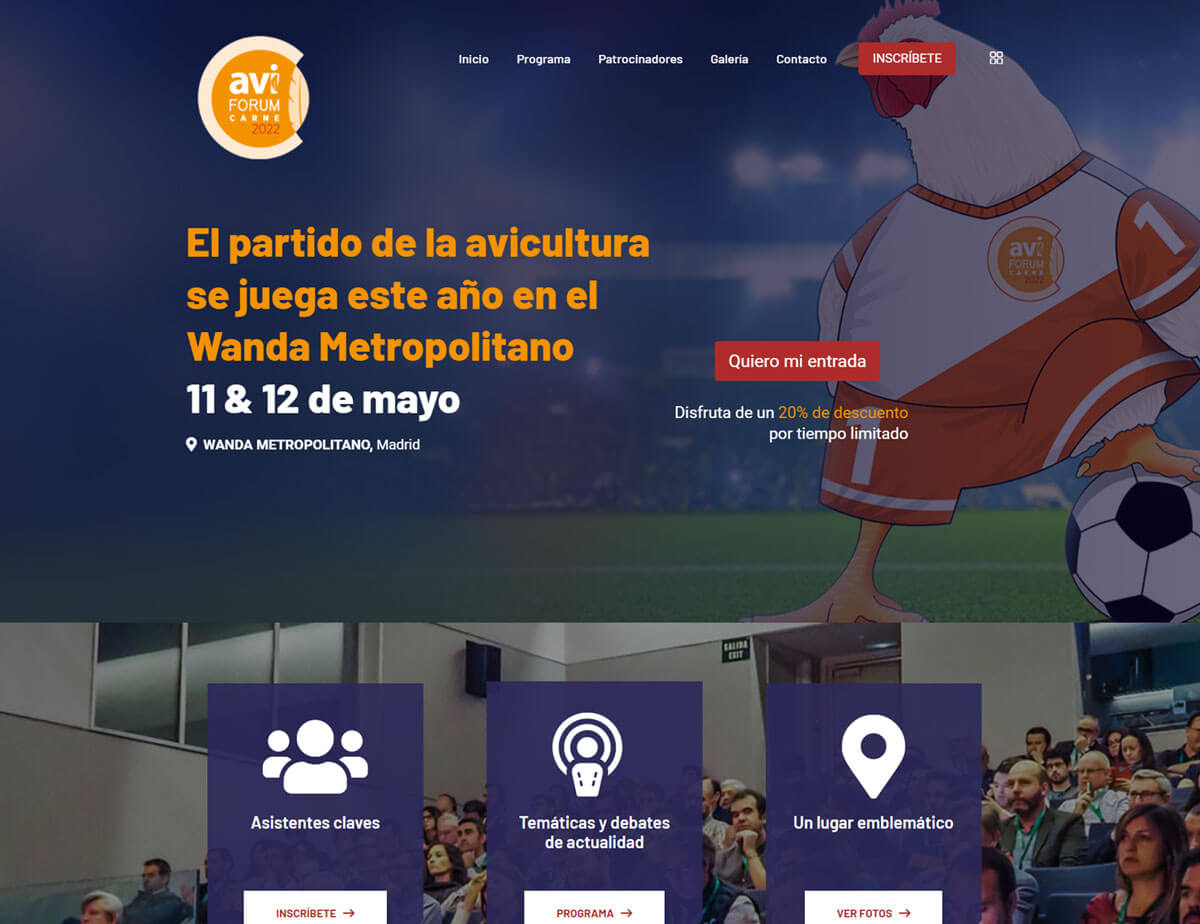 avi
FORUM
CARNE
2022
Inicio
Programa
Patrocinadores
Galería
Contacto
INSCRÍBETE
El partido de la avicultura
se juega este año en el
Wanda Metropolitano
11 & 12 de mayo
WANDA METROPOLITANO, Madrid
Quiero mi entrada
Disfruta de un 20% de descuento
por tiempo limitado
avi
FORUM
CARNE
2022
1
1
SALIDA
EXIT
Asistentes claves
Temáticas y debates
de actualidad
Un lugar emblemático
INSCRÍBETE →
PROGRAMA →
VER FOTOS →